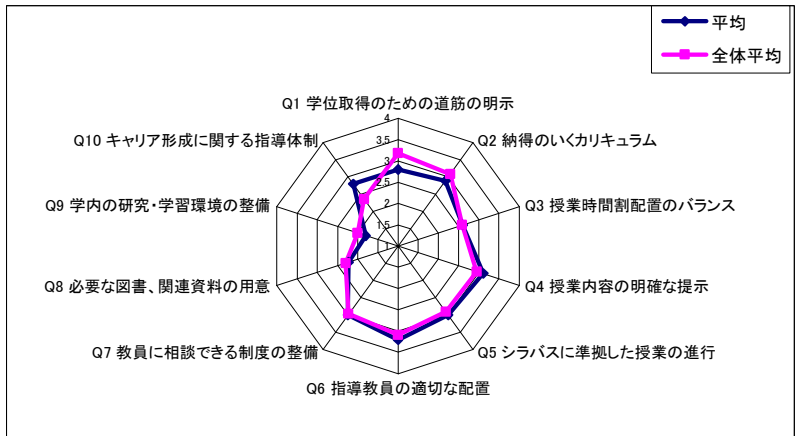 平均
全体平均
Q1 学位取得のための道筋の明示
Q2 納得のいくカリキュラム
Q3 授業時間割配置のバランス
Q4 授業内容の明確な提示
Q5 シラバスに準拠した授業の進行
Q6 指導教員の適切な配置
Q7 教員に相談できる制度の整備
Q8 必要な図書、関連資料の用意
Q9 学内の研究・学習環境の整備
Q10 キャリア形成に関する指導体制
4
3.5
3
2.5
2
1.5
1